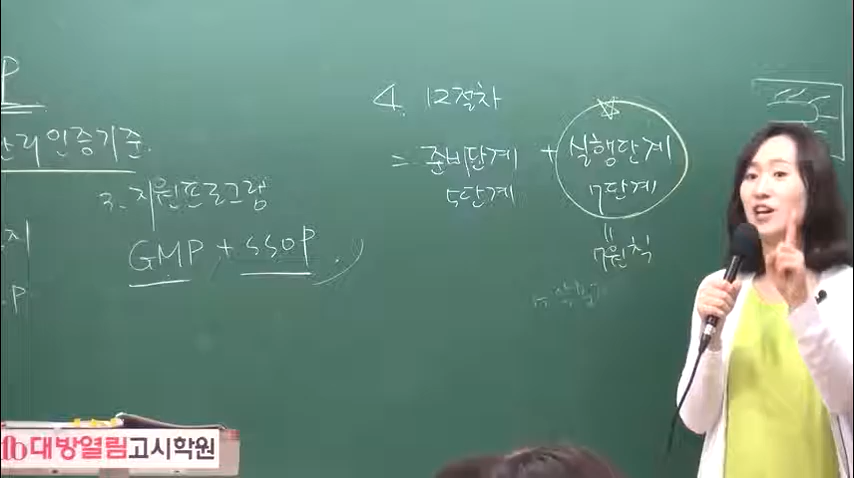 P
관리인증기준.
3. 지원프로그램
GMP + SSOP.
지
P
4. 12절차
= 준비단계 + 실행단계
5단계 7단계
=
7원칙
대방열림고시학원